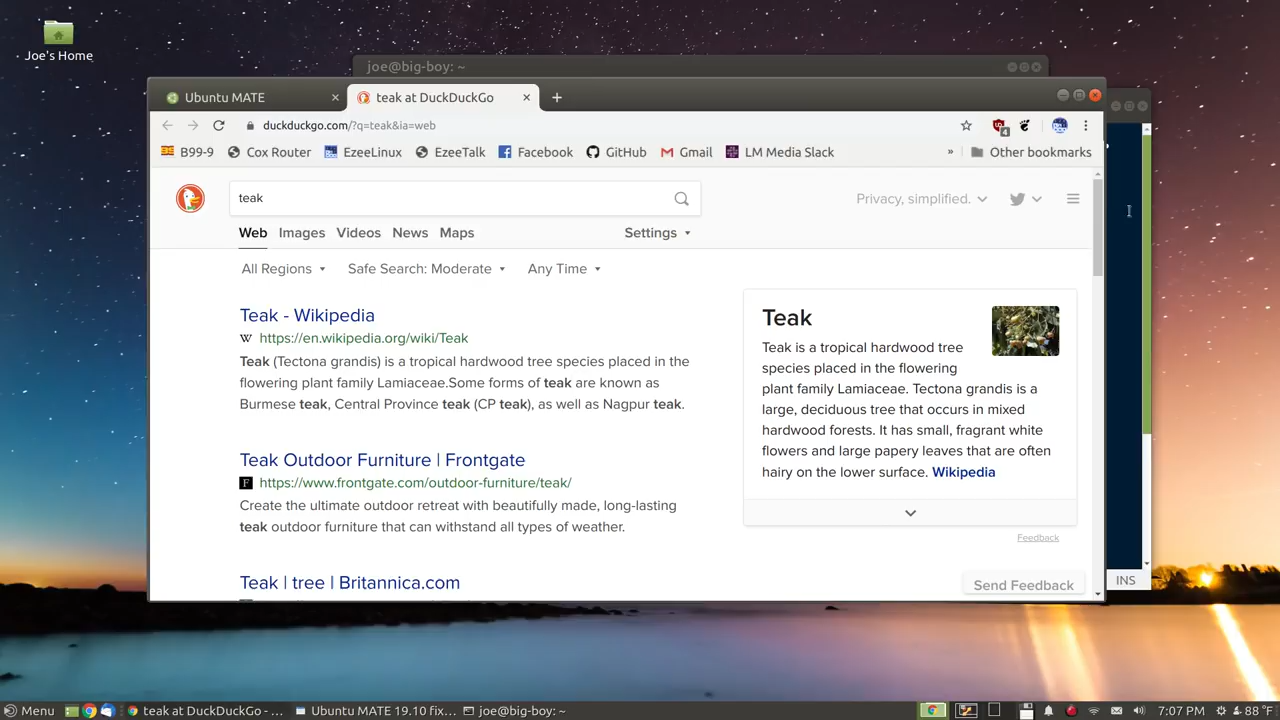 Joe's Home
joe@big-boy: ~
Ubuntu MATE
teak at DuckDuckGo
duckduckgo.com/?q=teak&ia=web
4
B99-9
Cox Router
EzeeLinux
EzeeTalk
Facebook
GitHub
Gmail
LM Media Slack
»
Other bookmarks
teak
Privacy, simplified.
Web
Images
Videos
News
Maps
Settings
All Regions
Safe Search: Moderate
Any Time
Teak - Wikipedia
W https://en.wikipedia.org/wiki/Teak
Teak (Tectona grandis) is a tropical hardwood tree species placed in the
flowering plant family Lamiaceae.Some forms of teak are known as
Burmese teak, Central Province teak (CP teak), as well as Nagpur teak.
Teak Outdoor Furniture | Frontgate
F https://www.frontgate.com/outdoor-furniture/teak/
Create the ultimate outdoor retreat with beautifully made, long-lasting
teak outdoor furniture that can withstand all types of weather.
Teak | tree | Britannica.com
Teak
Teak is a tropical hardwood tree
species placed in the flowering
plant family Lamiaceae. Tectona grandis is a
large, deciduous tree that occurs in mixed
hardwood forests. It has small, fragrant white
flowers and large papery leaves that are often
hairy on the lower surface. Wikipedia
Feedback
Send Feedback
INS
Menu
teak at DuckDuckGo - ...
Ubuntu MATE 19.10 fix...
joe@big-boy: ~
7:07 PM
88 °F